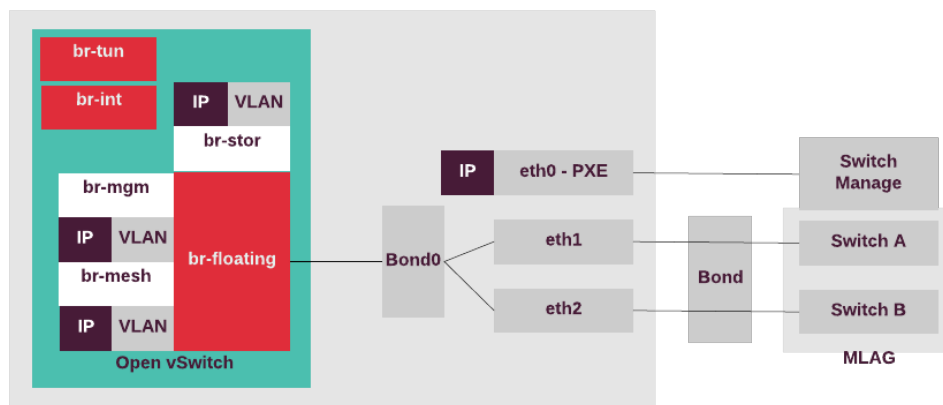 br-tun
br-int
IP VLAN
br-stor
br-mgm
IP VLAN
br-mesh
IP VLAN
br-floating
Open vSwitch
Bond0
IP eth0 - PXE
eth1
eth2
Bond
Switch
Manage
Switch A
Switch B
MLAG